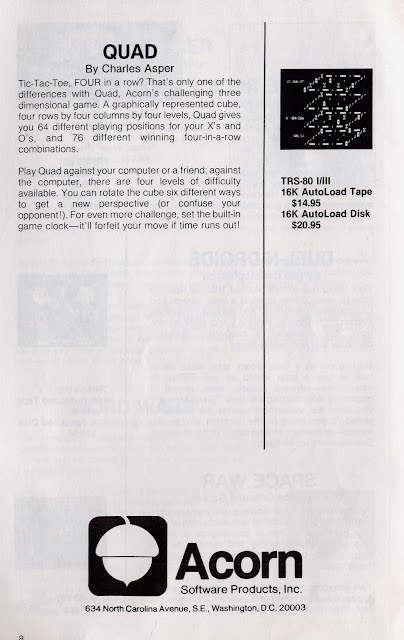 QUAD
By Charles Asper
Tic-Tac-Toe, FOUR in a row? That's only one of the
differences with Quad, Acorn's challenging three
dimensional game. A graphically represented cube,
four rows by four columns by four levels, Quad gives
you 64 different playing positions for your X's and
O's, and 76 different winning four-in-a-row
combinations.
Play Quad against your computer or a friend; against
the computer, there are four levels of difficulty
available. You can rotate the cube six different ways
to get a new perspective (or confuse your
opponent!). For even more challenge, set the built-in
game clock—it'll forfeit your move if time runs out!
TRS-80 I/III
16K AutoLoad Tape
$14.95
16K AutoLoad Disk
$20.95
SPACE WAR
Acorn
Software Products, Inc.
634 North Carolina Avenue, S.E., Washington, D.C. 20003
8